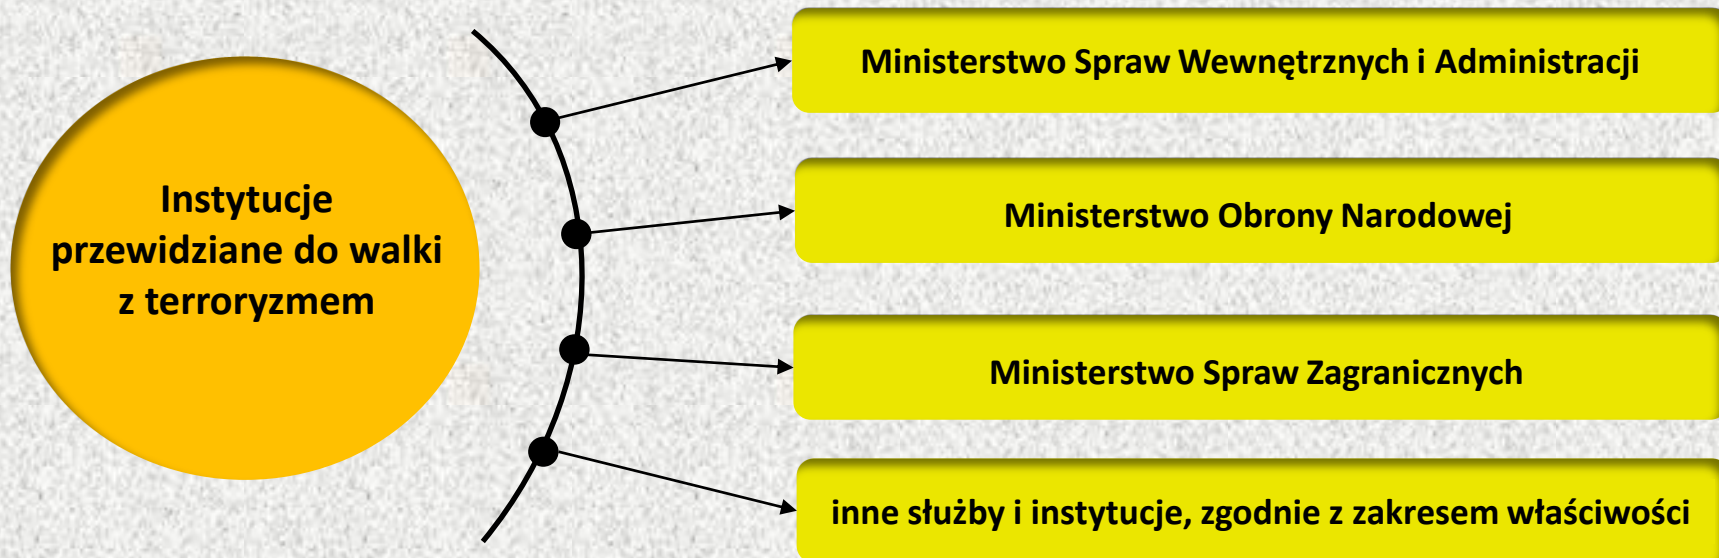 Instytucje
przewidziane do walki
z terroryzmem
Ministerstwo Spraw Wewnętrznych i Administracji
Ministerstwo Obrony Narodowej
Ministerstwo Spraw Zagranicznych
inne służby i instytucje, zgodnie z zakresem właściwości